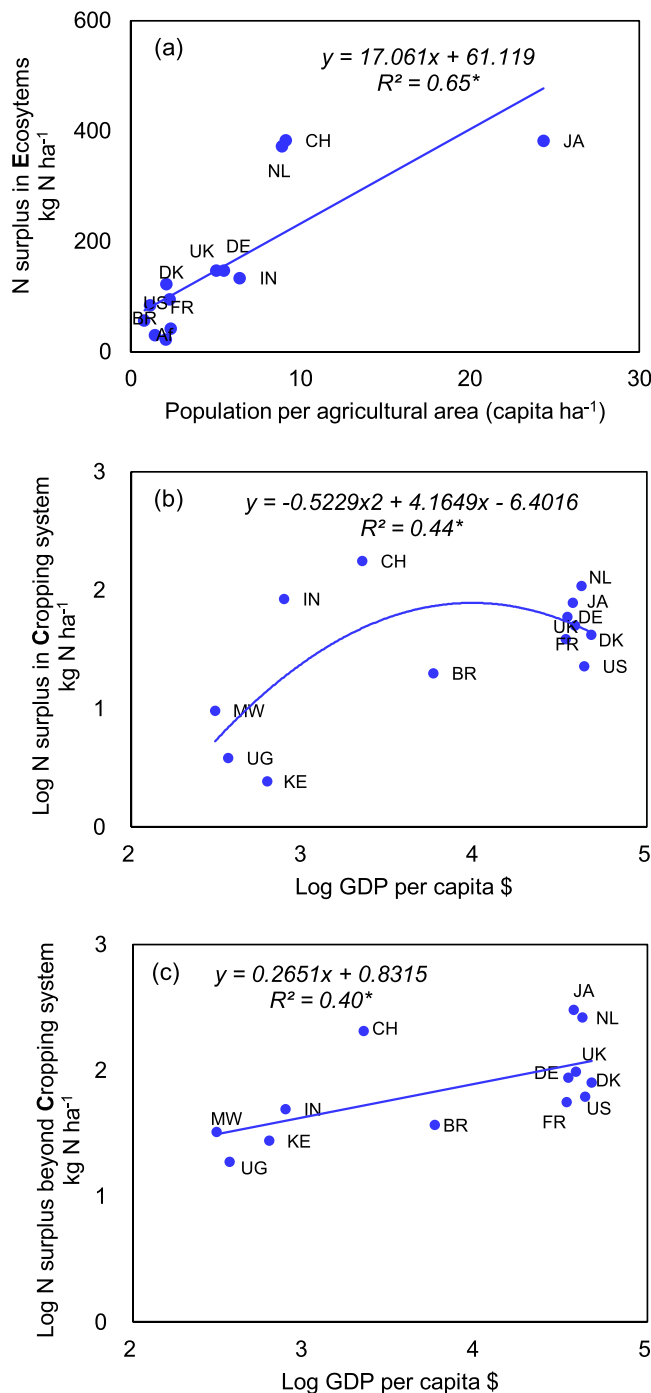 (a)
y = 17.061x + 61.119
R² = 0.65*
N surplus in Ecosytems
kg N ha⁻¹
600
400
200
0
CH
NL
JA
UK
DE
IN
DK
US
FR
BR
Af
0 10 20 30
Population per agricultural area (capita ha⁻¹)
(b)
y = -0.5229x2 + 4.1649x - 6.4016
R² = 0.44*
Log N surplus in Cropping system
kg N ha⁻¹
3
2
1
0
CH
NL
IN
JA
DE
UK
FR
DK
US
BR
MW
UG
KE
2 3 4 5
Log GDP per capita $
(c)
y = 0.2651x + 0.8315
R² = 0.40*
Log N surplus beyond Cropping system
kg N ha⁻¹
3
2
1
0
JA
NL
CH
UK
DE
DK
US
FR
MW
IN
KE
BR
UG
2 3 4 5
Log GDP per capita $